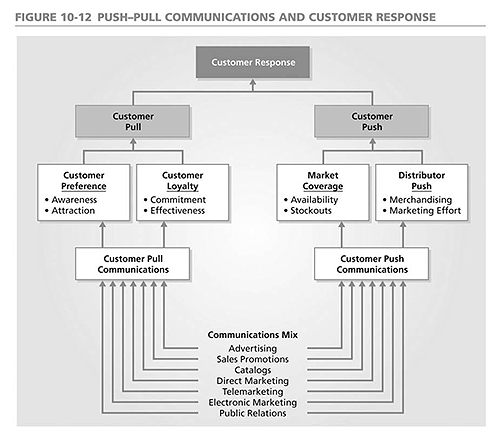 FIGURE 10-12 PUSH–PULL COMMUNICATIONS AND CUSTOMER RESPONSE
Customer Response
Customer
Pull
Customer
Push
Customer
Preference
• Awareness
• Attraction
Customer
Loyalty
• Commitment
• Effectiveness
Market
Coverage
• Availability
• Stockouts
Distributor
Push
• Merchandising
• Marketing Effort
Customer Pull
Communications
Customer Push
Communications
Communications Mix
Advertising
Sales Promotions
Catalogs
Direct Marketing
Telemarketing
Electronic Marketing
Public Relations